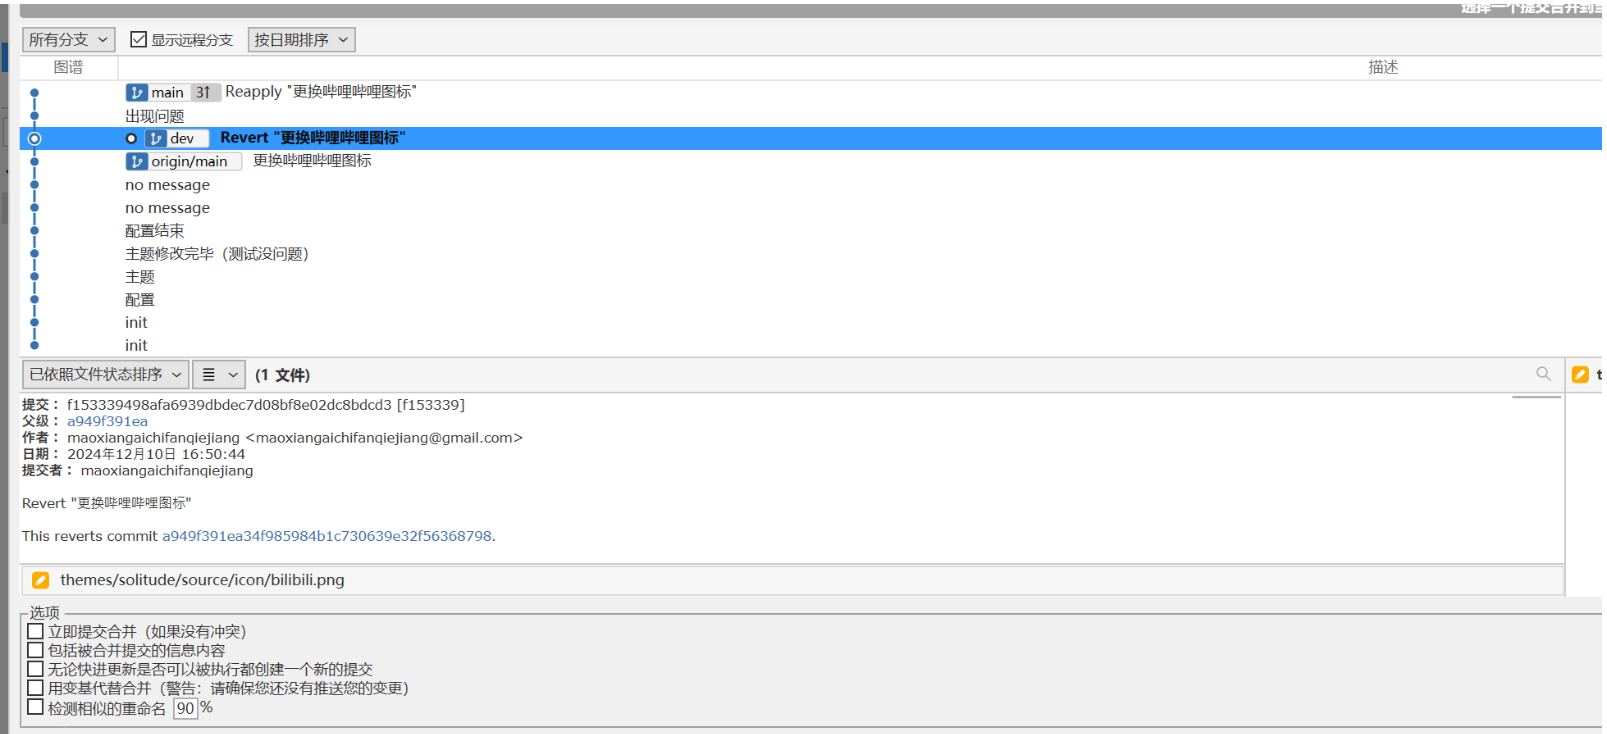 选择一个提交合并到当
所有分支 显示远程分支 按日期排序
图谱 描述
main 3↑ Reapply "更换哔哩哔哩图标"
出现问题
dev Revert "更换哔哩哔哩图标"
origin/main 更换哔哩哔哩图标
no message
no message
配置结束
主题修改完毕（测试没问题）
主题
配置
init
init
已依照文件状态排序 (1 文件)
提交： f153339498afa6939dbdec7d08bf8e02dc8bdcd3 [f153339]
父级： a949f391ea
作者： maoxiangaichifanqiejiang <maoxiangaichifanqiejiang@gmail.com>
日期： 2024年12月10日 16:50:44
提交者： maoxiangaichifanqiejiang
Revert "更换哔哩哔哩图标"
This reverts commit a949f391ea34f985984b1c730639e32f56368798.
themes/solitude/source/icon/bilibili.png
选项
立即提交合并（如果没有冲突）
包括被合并提交的信息内容
无论快进更新是否可以被执行都创建一个新的提交
用变基代替合并（警告：请确保您还没有推送您的变更）
检测相似的重命名 90 %